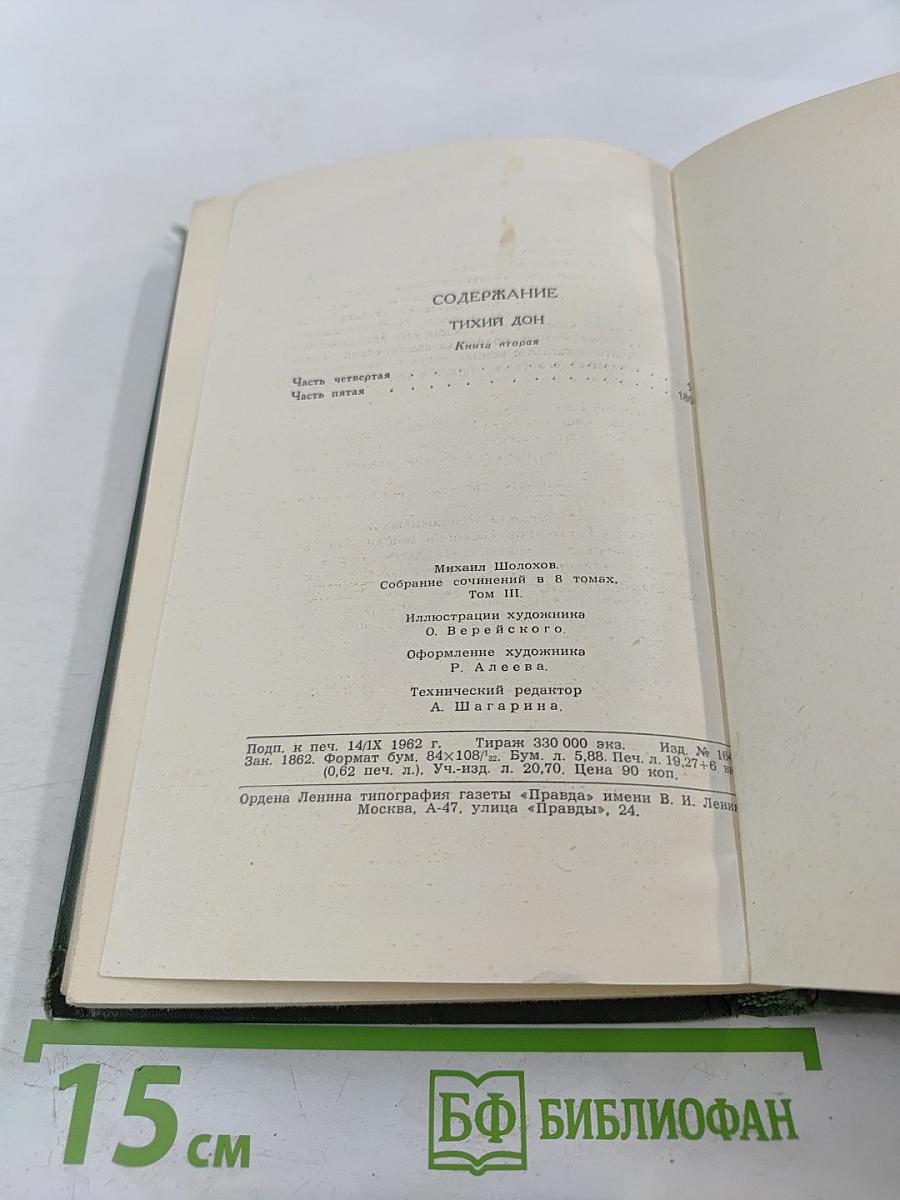 СОДЕРЖАНИЕ
ТИХИЙ ДОН
Книга вторая
Часть четвертая . . . . . . . . . . . . 5
Часть пятая . . . . . . . . . . . . 180
Михаил Шолохов.
Собрание сочинений в 8 томах.
Том III.
Иллюстрации художника
О. Верейского.
Оформление художника
Р. Алеева.
Технический редактор
А. Шагарина.
Подп. к печ. 14/IX 1962 г. Тираж 330 000 экз. Изд. №
Зак. 1862. Формат бум. 84×108/¹₃₂. Бум. л. 5,88. Печ. л. 19,27+6
(0,62 печ. л.). Уч.-изд. л. 20,70. Цена 90 коп.
Ордена Ленина типография газеты «Правда» имени В. И.
Москва, А-47, улица «Правды», 24.
15 см
БФ БИБЛИОФАН